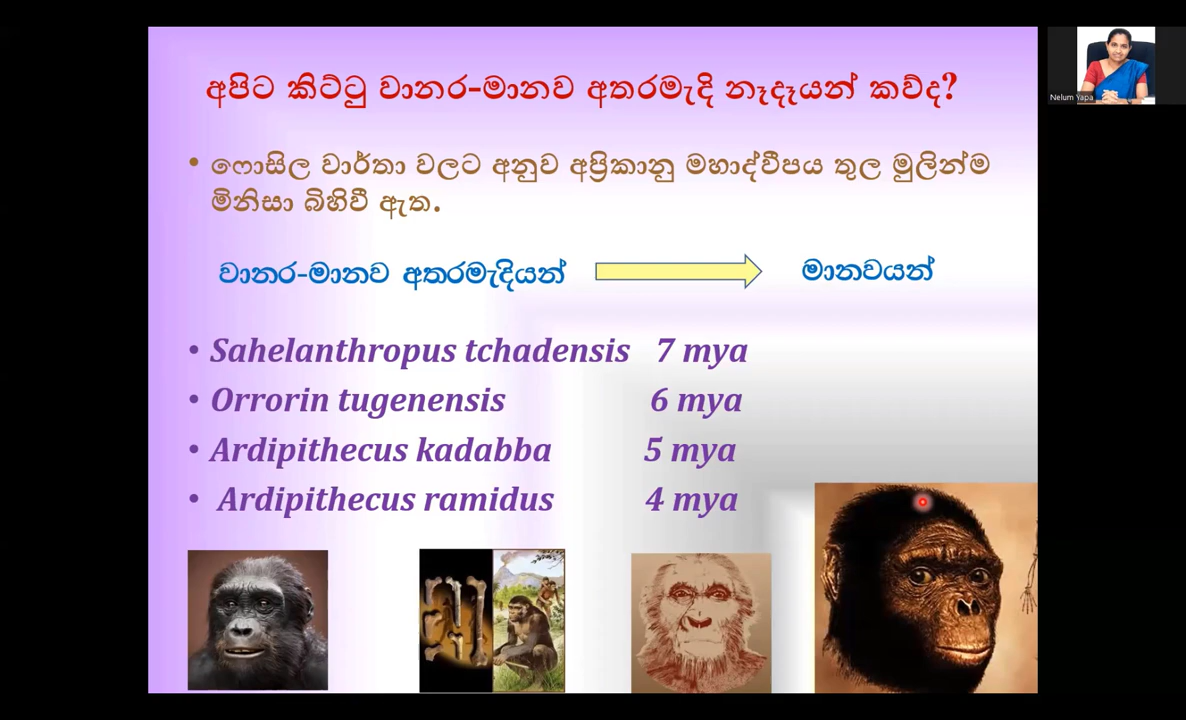 අපිට කිට්ටු වානර-මානව අතරමැදි නෑදෑයන් කව්ද?
• ෆොසිල වාර්තා වලට අනුව අප්‍රිකානු මහාද්වීපය තුල මුලින්ම
මිනිසා බිහිවී ඇත.
වානර-මානව අතරමැදියන් මානවයන්
• Sahelanthropus tchadensis 7 mya
• Orrorin tugenensis 6 mya
• Ardipithecus kadabba 5 mya
• Ardipithecus ramidus 4 mya
Nelum Yapa